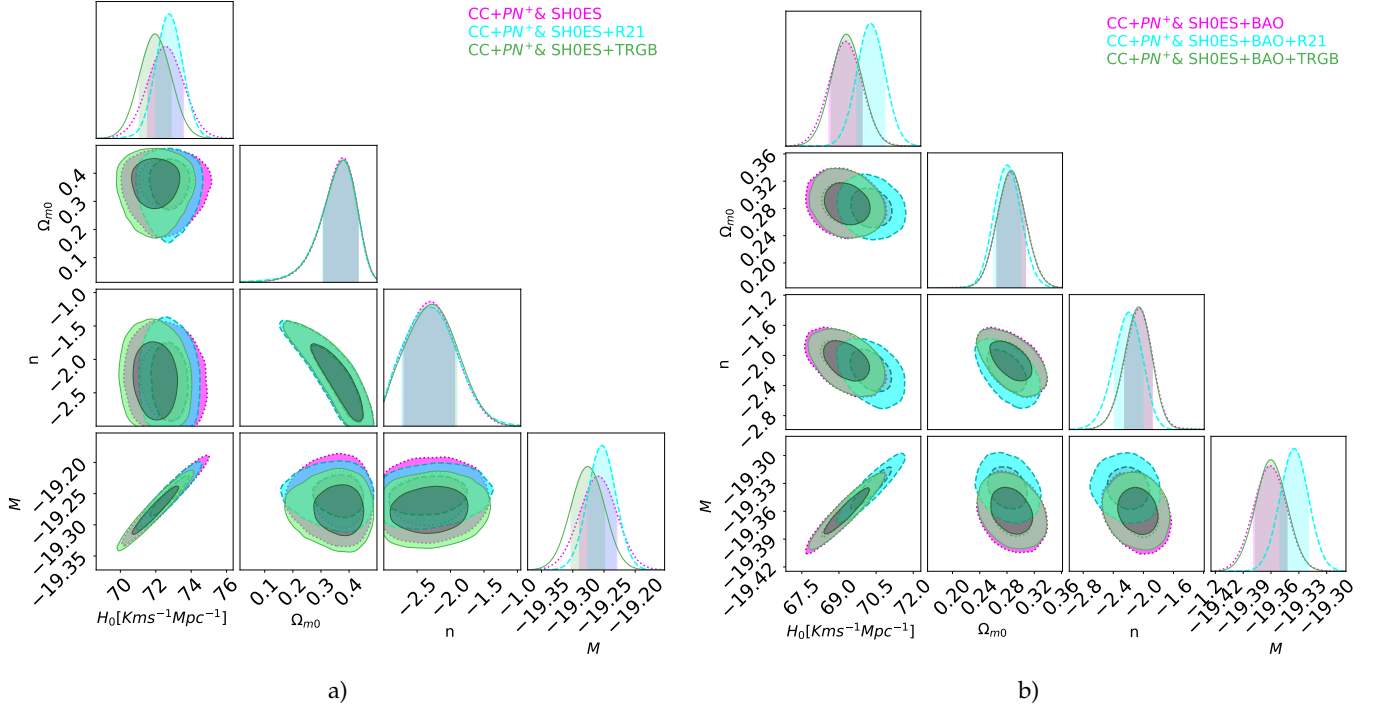 CC+PN⁺& SH0ES
CC+PN⁺& SH0ES+R21
CC+PN⁺& SH0ES+TRGB
0.4
0.3
0.2
0.1
Ωm0
−1.0
−1.5
−2.0
−2.5
n
−19.20
−19.25
−19.30
−19.35
M
70 72 74 76
H₀[Kms⁻¹Mpc⁻¹]
0.1 0.2 0.3 0.4
Ωm0
−2.5 −2.0 −1.5 −1.0
n
−19.35 −19.30 −19.25 −19.20
M
a)
CC+PN⁺& SH0ES+BAO
CC+PN⁺& SH0ES+BAO+R21
CC+PN⁺& SH0ES+BAO+TRGB
0.36
0.32
0.28
0.24
0.20
Ωm0
−1.2
−1.6
−2.0
−2.4
−2.8
n
−19.30
−19.33
−19.36
−19.39
−19.42
M
67.5 69.0 70.5 72.0
H₀[Kms⁻¹Mpc⁻¹]
0.20 0.24 0.28 0.32 0.36
Ωm0
−2.8 −2.4 −2.0 −1.6
n
−19.42 −19.39 −19.36 −19.33 −19.30
M
b)